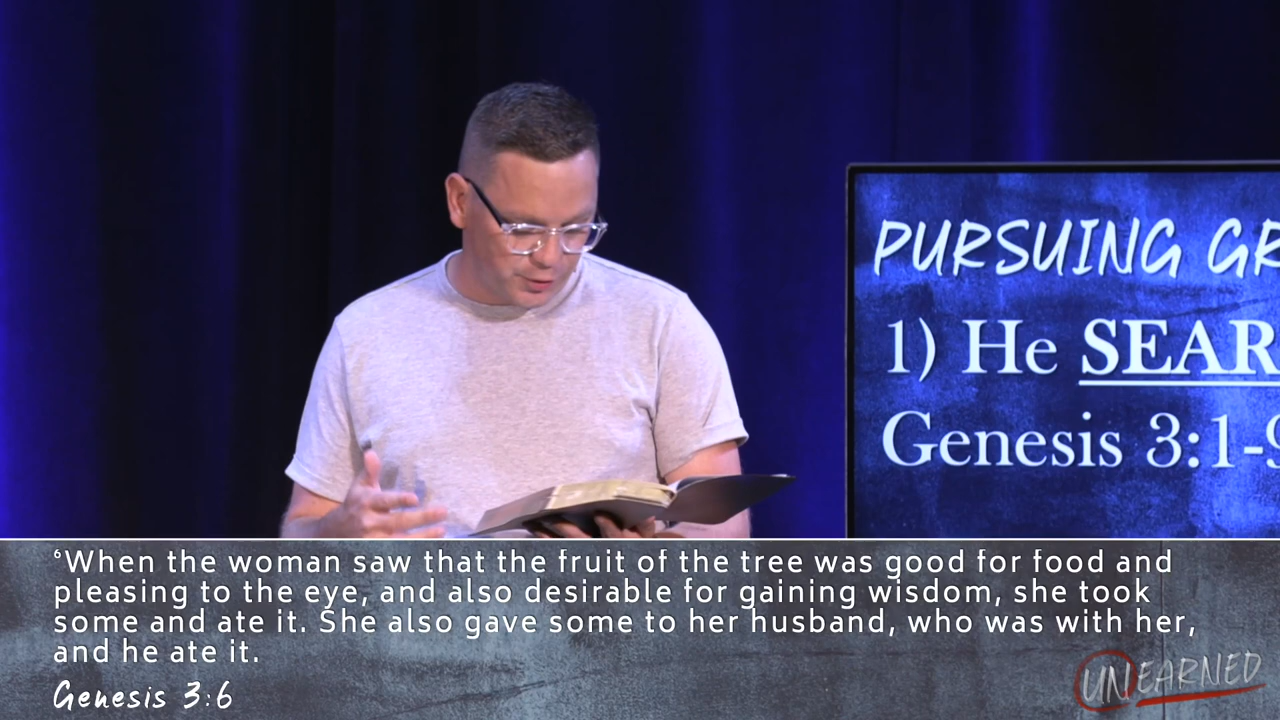 PURSUING GR
1) He SEAR
Genesis 3:1-9
⁶When the woman saw that the fruit of the tree was good for food and
pleasing to the eye, and also desirable for gaining wisdom, she took
some and ate it. She also gave some to her husband, who was with her,
and he ate it.
Genesis 3:6
UNEARNED